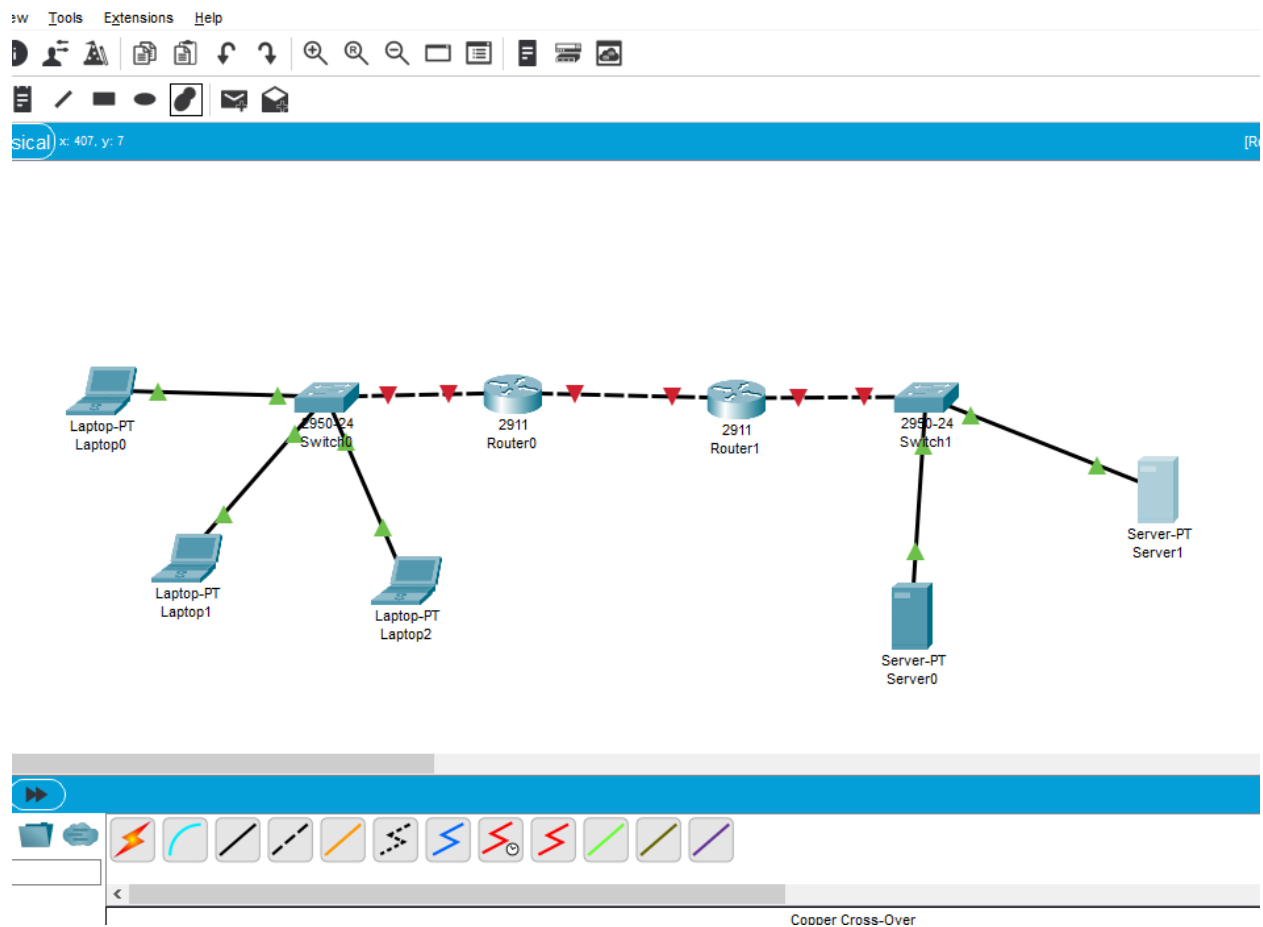 ew Tools Extensions Help
sical x: 407, y: 7
[Ro
Laptop-PT
Laptop0
2950-24
Switch0
2911
Router0
2911
Router1
2950-24
Switch1
Server-PT
Server1
Laptop-PT
Laptop1
Laptop-PT
Laptop2
Server-PT
Server0
Copper Cross-Over